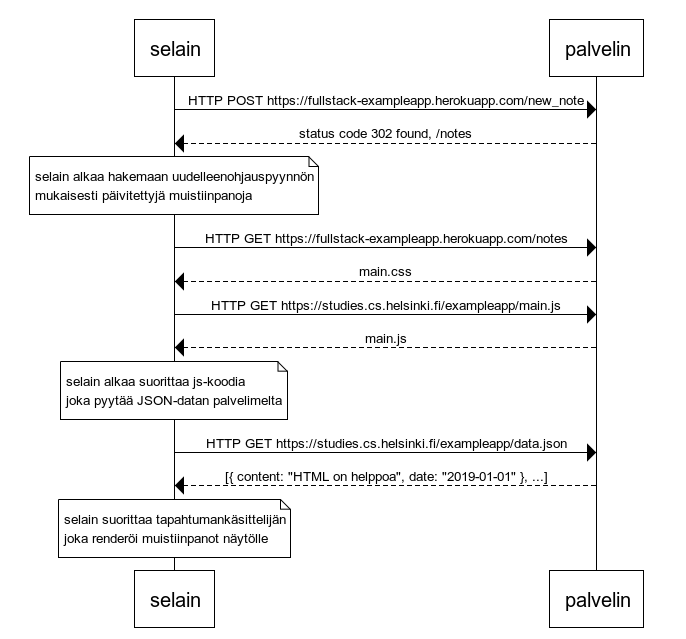 selain
palvelin
HTTP POST https://fullstack-exampleapp.herokuapp.com/new_note
status code 302 found, /notes
selain alkaa hakemaan uudelleenohjauspyynnön
mukaisesti päivitettyjä muistiinpanoja
HTTP GET https://fullstack-exampleapp.herokuapp.com/notes
main.css
HTTP GET https://studies.cs.helsinki.fi/exampleapp/main.js
main.js
selain alkaa suorittaa js-koodia
joka pyytää JSON-datan palvelimelta
HTTP GET https://studies.cs.helsinki.fi/exampleapp/data.json
[{ content: "HTML on helppoa", date: "2019-01-01" }, ...]
selain suorittaa tapahtumankäsittelijän
joka renderöi muistiinpanot näytölle
selain
palvelin